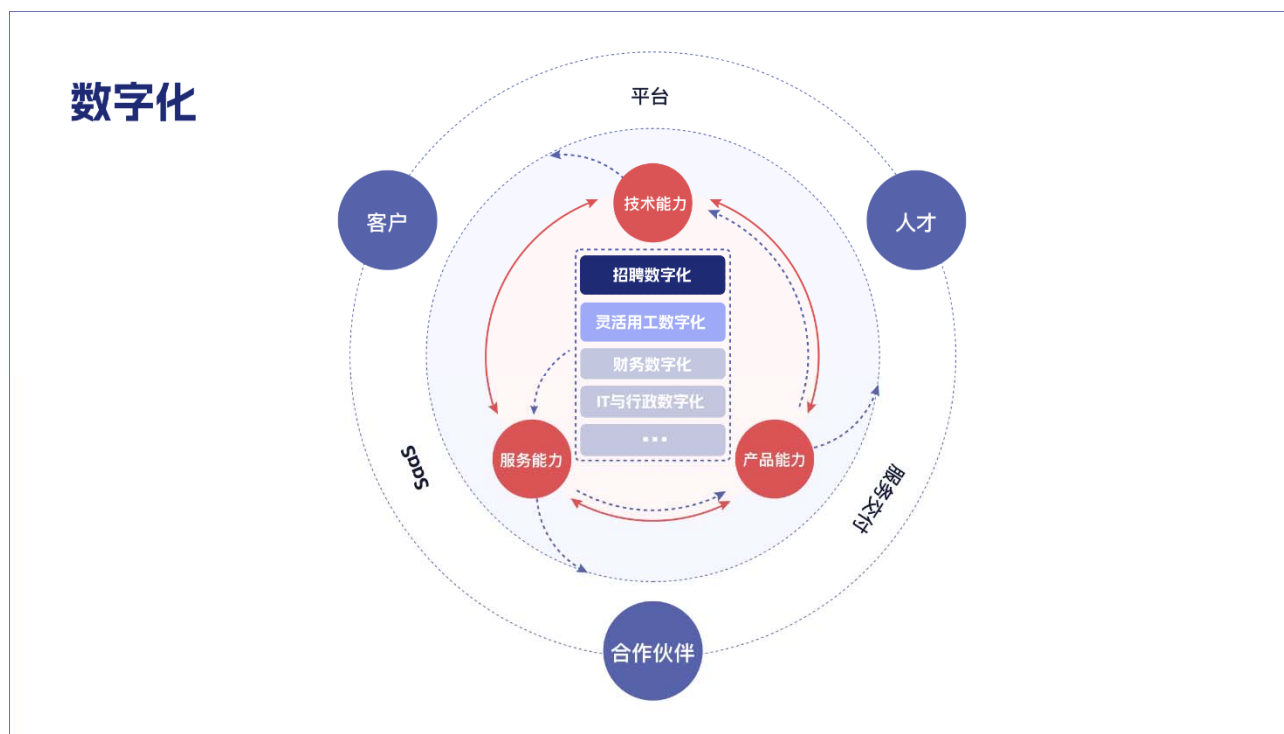 数字化
平台
客户
人才
技术能力
招聘数字化
灵活用工数字化
财务数字化
IT与行政数字化
...
服务能力
产品能力
SaaS
服务交付
合作伙伴